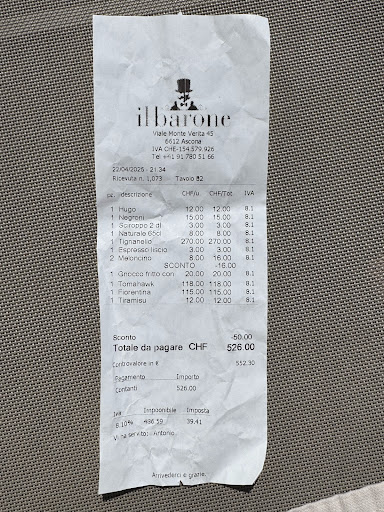 il barone
Viale Monte Verita 45
6612 Ascona
IVA CHE-154.579.926
Tel +41 91 780 51 66
22/04/2025 - 21:34
Ricevuta n. 1,073 Tavolo 82
pz. descrizione CHF/u CHF/Tot IVA
1 Hugo 12.00 12.00 8.1
1 Negroni 15.00 15.00 8.1
1 Sciroppo 2 dl 3.00 3.00 8.1
1 Naturale 65cl 8.00 8.00 8.1
1 Tignanello 270.00 270.00 8.1
1 Espresso liscio 3.00 3.00 8.1
2 Meloncino 8.00 16.00 8.1
SCONTO -16.00
1 Gnocco fritto con 20.00 20.00 8.1
1 Tomahawk 118.00 118.00 8.1
1 Fiorentina 115.00 115.00 8.1
1 Tiramisu 12.00 12.00 8.1
Sconto -50.00
Totale da pagare CHF 526.00
Controvalore in € 552.30
Pagamento Importo
Contanti 526.00
Iva Imponibile Imposta
8.10% 486.59 39.41
Vi ha servito: Antonio
Arrivederci e grazie.